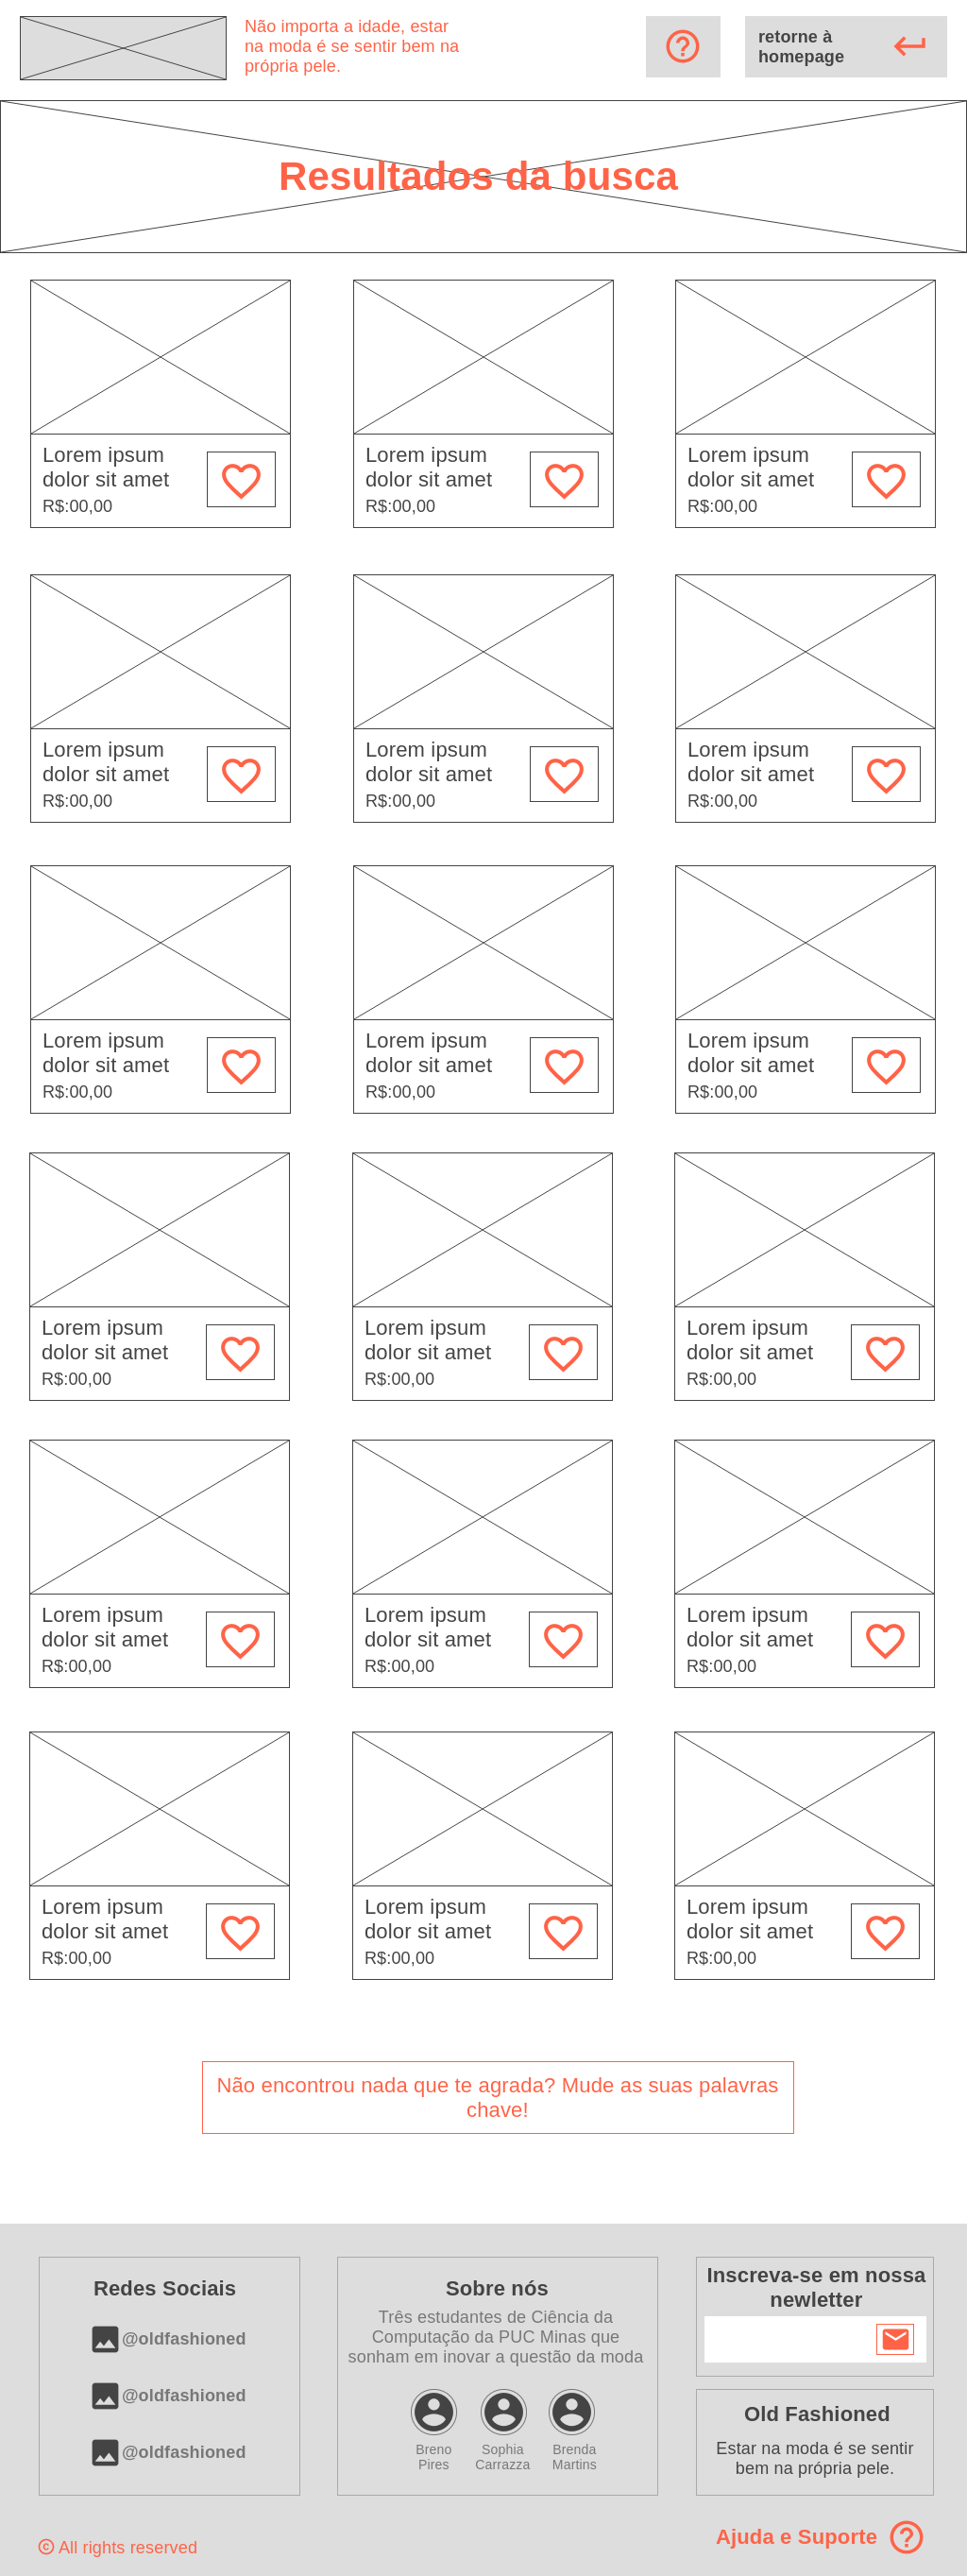 Não importa a idade, estar
na moda é se sentir bem na
própria pele.
retorne à
homepage
Resultados da busca
Lorem ipsum
dolor sit amet
R$:00,00
Lorem ipsum
dolor sit amet
R$:00,00
Lorem ipsum
dolor sit amet
R$:00,00
Lorem ipsum
dolor sit amet
R$:00,00
Lorem ipsum
dolor sit amet
R$:00,00
Lorem ipsum
dolor sit amet
R$:00,00
Lorem ipsum
dolor sit amet
R$:00,00
Lorem ipsum
dolor sit amet
R$:00,00
Lorem ipsum
dolor sit amet
R$:00,00
Lorem ipsum
dolor sit amet
R$:00,00
Lorem ipsum
dolor sit amet
R$:00,00
Lorem ipsum
dolor sit amet
R$:00,00
Lorem ipsum
dolor sit amet
R$:00,00
Lorem ipsum
dolor sit amet
R$:00,00
Lorem ipsum
dolor sit amet
R$:00,00
Lorem ipsum
dolor sit amet
R$:00,00
Lorem ipsum
dolor sit amet
R$:00,00
Lorem ipsum
dolor sit amet
R$:00,00
Não encontrou nada que te agrada? Mude as suas palavras
chave!
Redes Sociais
@oldfashioned
@oldfashioned
@oldfashioned
Sobre nós
Três estudantes de Ciência da
Computação da PUC Minas que
sonham em inovar a questão da moda
Breno
Pires
Sophia
Carrazza
Brenda
Martins
Inscreva-se em nossa
newletter
Old Fashioned
Estar na moda é se sentir
bem na própria pele.
© All rights reserved
Ajuda e Suporte